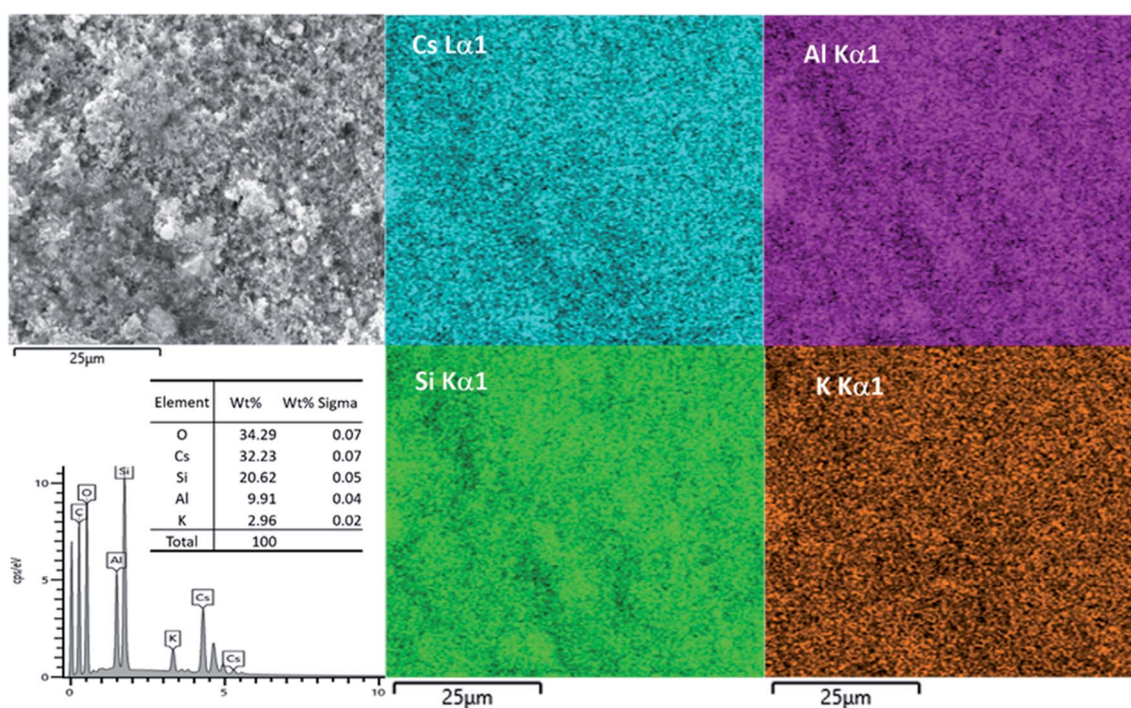 Cs Lα1
Al Kα1
25μm
Si Kα1
K Kα1
Element Wt% Wt% Sigma
O 34.29 0.07
Cs 32.23 0.07
Si 20.62 0.05
Al 9.91 0.04
K 2.96 0.02
Total 100
Si
O
C
Al
Cs
K
Cs
cps/eV
10
5
0
0 5 10
25μm
25μm